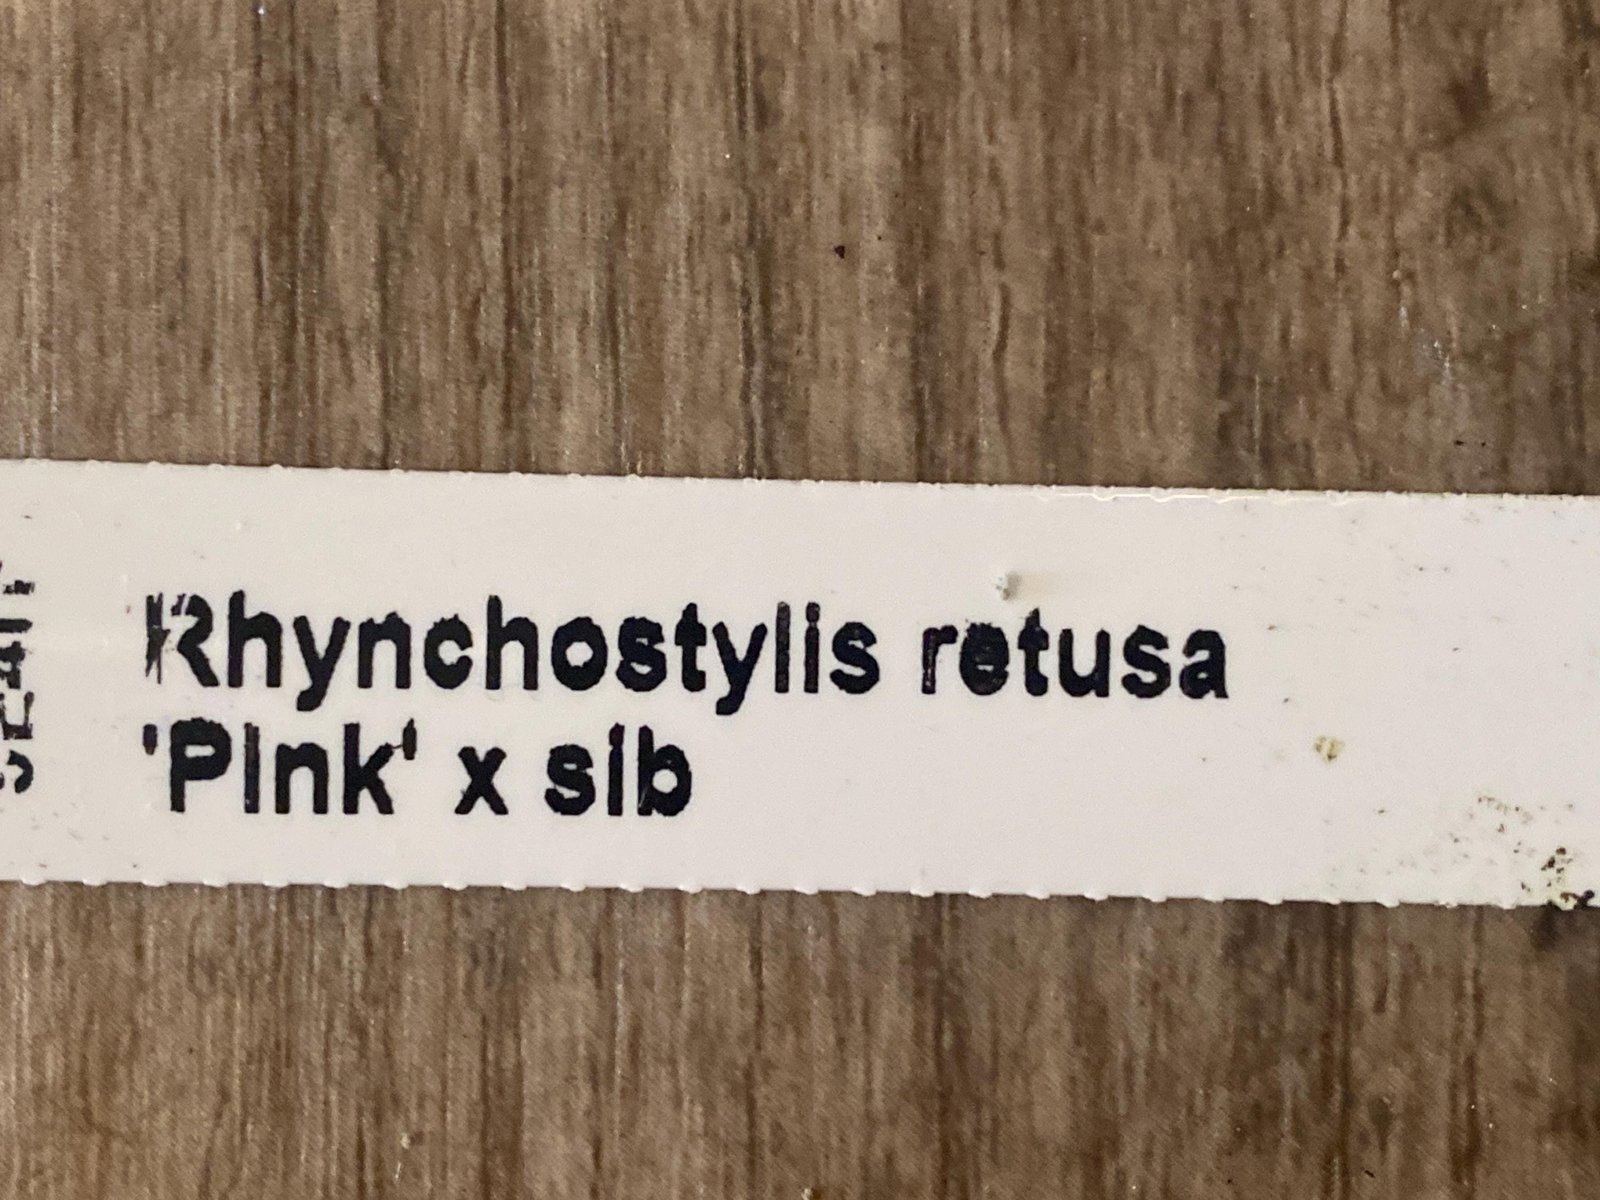 Rhynchostylis retusa
'Pink' x sib